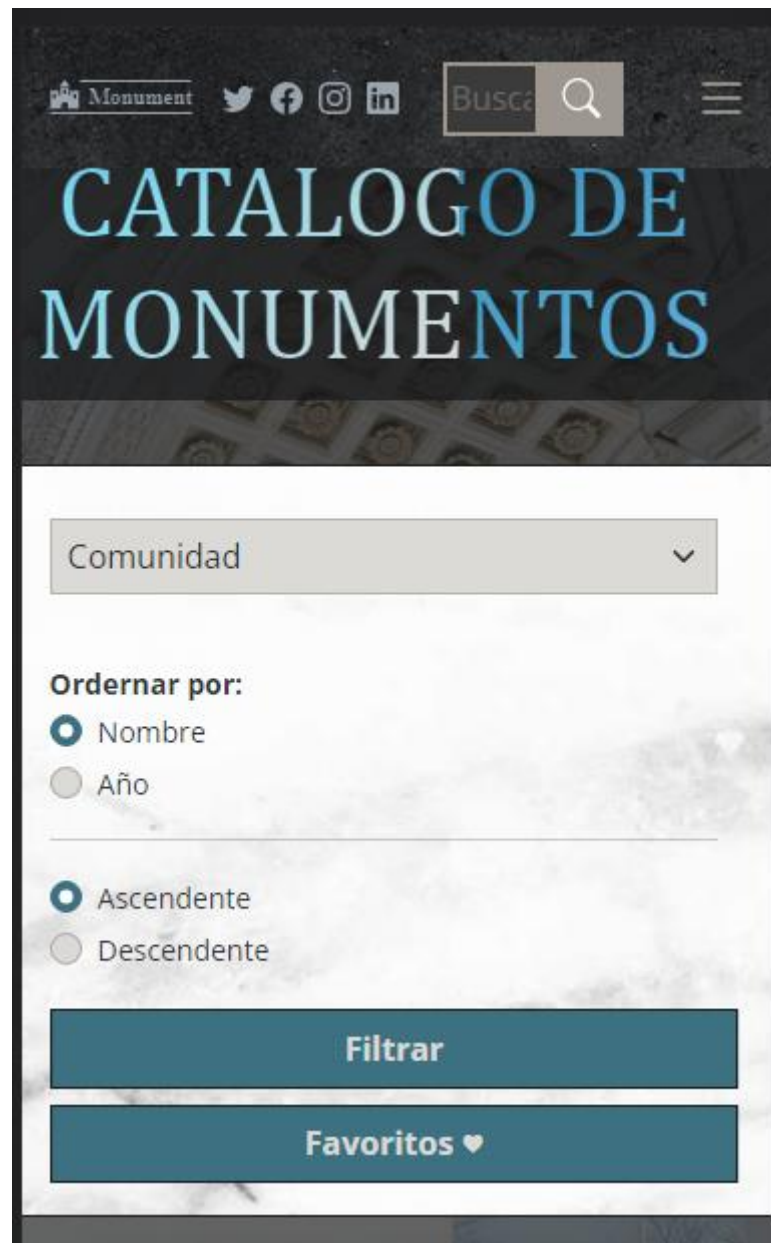 Monument
Busca
CATALOGO DE
MONUMENTOS
Comunidad
Ordernar por:
Nombre
Año
Ascendente
Descendente
Filtrar
Favoritos ♥